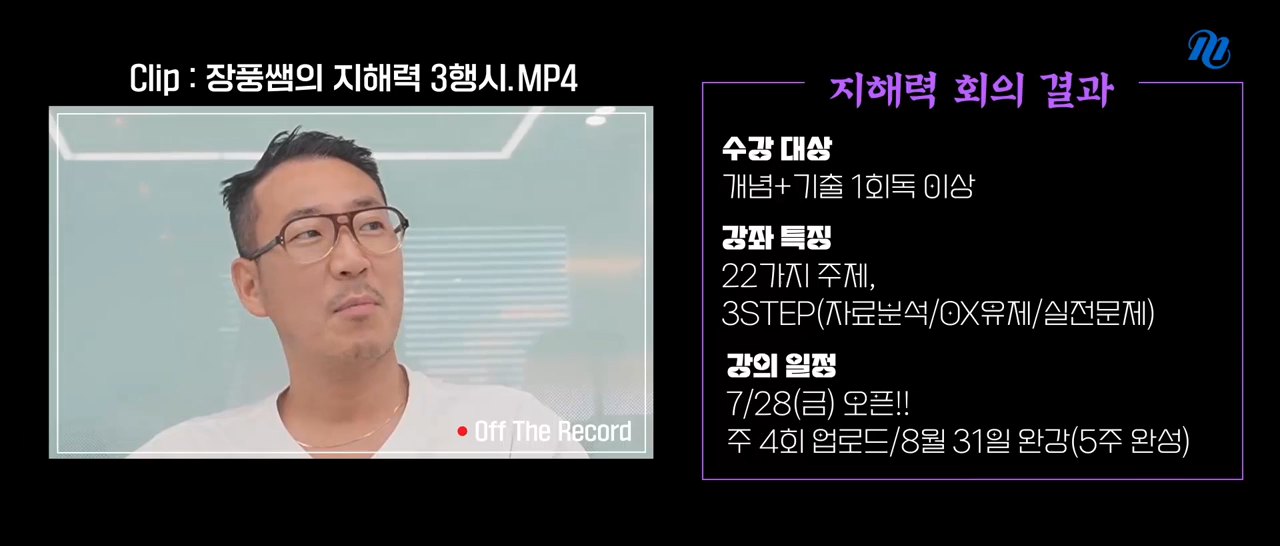 Clip : 장풍쌤의 지해력 3행시.MP4
Off The Record
지해력 회의 결과
수강 대상
개념+기출 1회독 이상
강좌 특징
22가지 주제,
3STEP(자료분석/OX유제/실전문제)
강의 일정
7/28(금) 오픈!!
주 4회 업로드/8월 31일 완강(5주 완성)